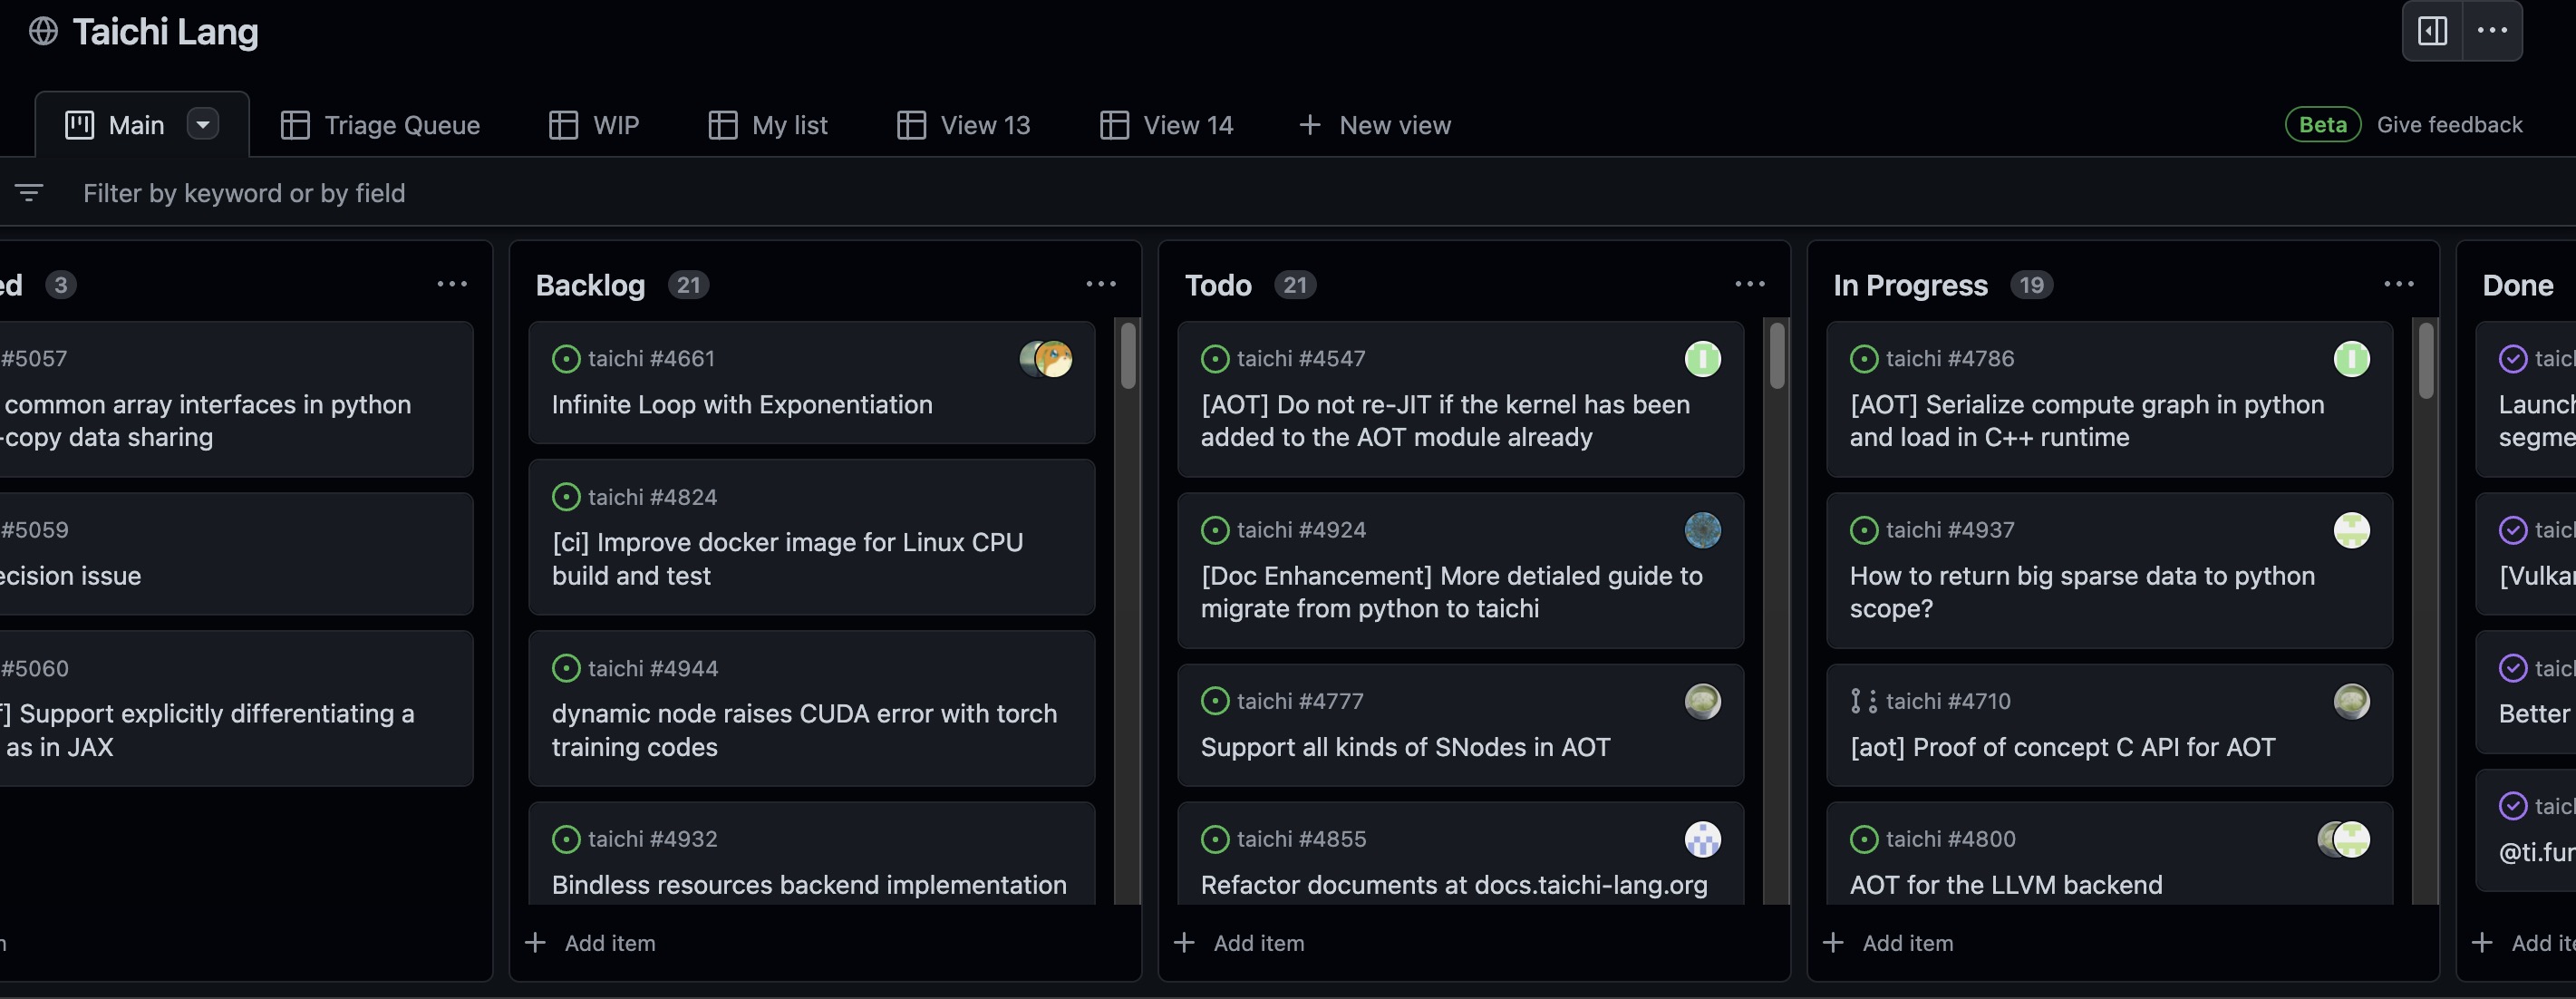 Taichi Lang
Main
Triage Queue
WIP
My list
View 13
View 14
New view
Beta
Give feedback
Filter by keyword or by field
ed 3
#5057
common array interfaces in python
-copy data sharing
#5059
ecision issue
#5060
f] Support explicitly differentiating a
as in JAX
Backlog 21
taichi #4661
Infinite Loop with Exponentiation
taichi #4824
[ci] Improve docker image for Linux CPU
build and test
taichi #4944
dynamic node raises CUDA error with torch
training codes
taichi #4932
Bindless resources backend implementation
Add item
Todo 21
taichi #4547
[AOT] Do not re-JIT if the kernel has been
added to the AOT module already
taichi #4924
[Doc Enhancement] More detialed guide to
migrate from python to taichi
taichi #4777
Support all kinds of SNodes in AOT
taichi #4855
Refactor documents at docs.taichi-lang.org
Add item
In Progress 19
taichi #4786
[AOT] Serialize compute graph in python
and load in C++ runtime
taichi #4937
How to return big sparse data to python
scope?
taichi #4710
[aot] Proof of concept C API for AOT
taichi #4800
AOT for the LLVM backend
Add item
Done
taich
Launch
segme
taich
[Vulkan
taich
Better
taich
@ti.fun
Add ite